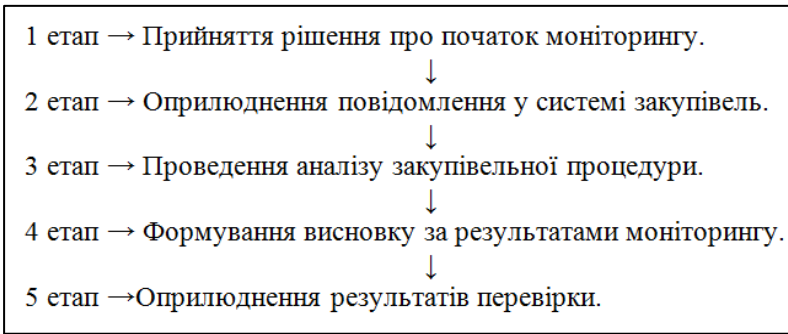 1 етап → Прийняття рішення про початок моніторингу.
↓
2 етап → Оприлюднення повідомлення у системі закупівель.
↓
3 етап → Проведення аналізу закупівельної процедури.
↓
4 етап → Формування висновку за результатами моніторингу.
↓
5 етап →Оприлюднення результатів перевірки.